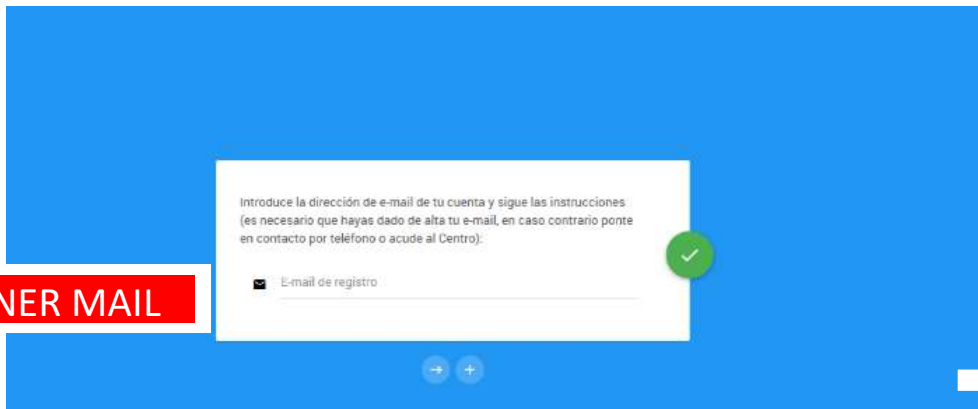 Introduce la dirección de e-mail de tu cuenta y sigue las instrucciones
(es necesario que hayas dado de alta tu e-mail, en caso contrario ponte
en contacto por teléfono o acude al Centro):
E-mail de registro
NER MAIL